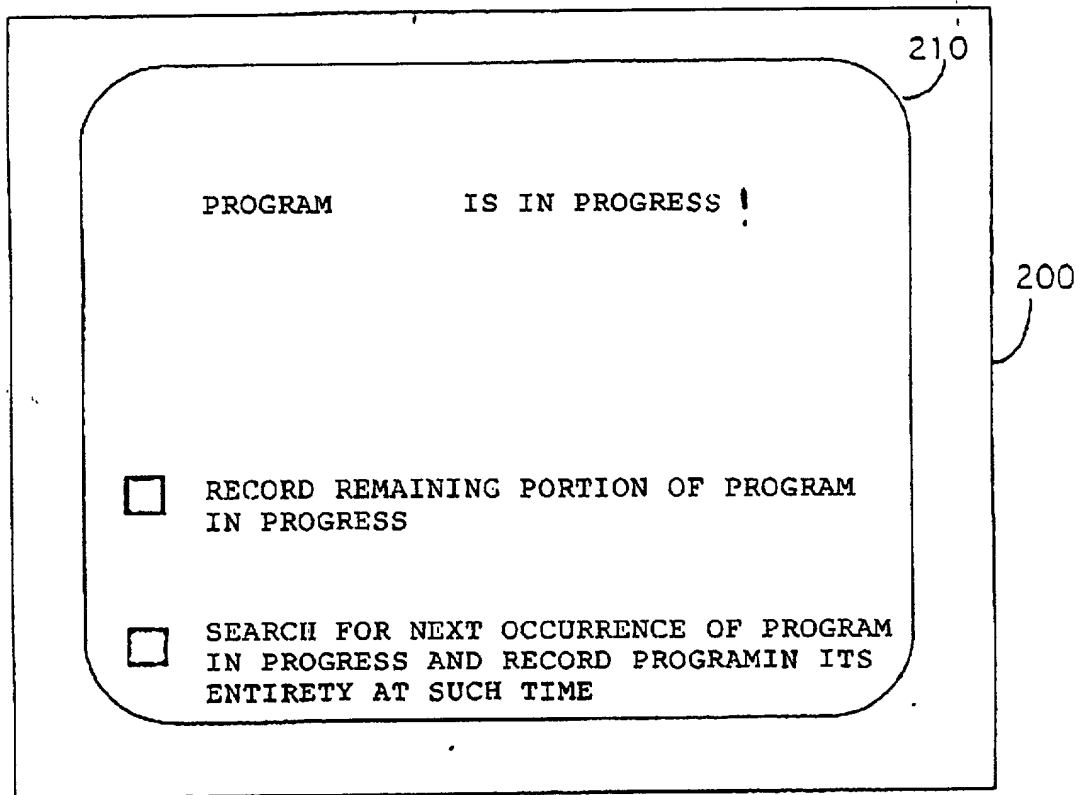 210
PROGRAM IS IN PROGRESS !
200
RECORD REMAINING PORTION OF PROGRAM
IN PROGRESS
SEARCH FOR NEXT OCCURRENCE OF PROGRAM
IN PROGRESS AND RECORD PROGRAMIN ITS
ENTIRETY AT SUCH TIME